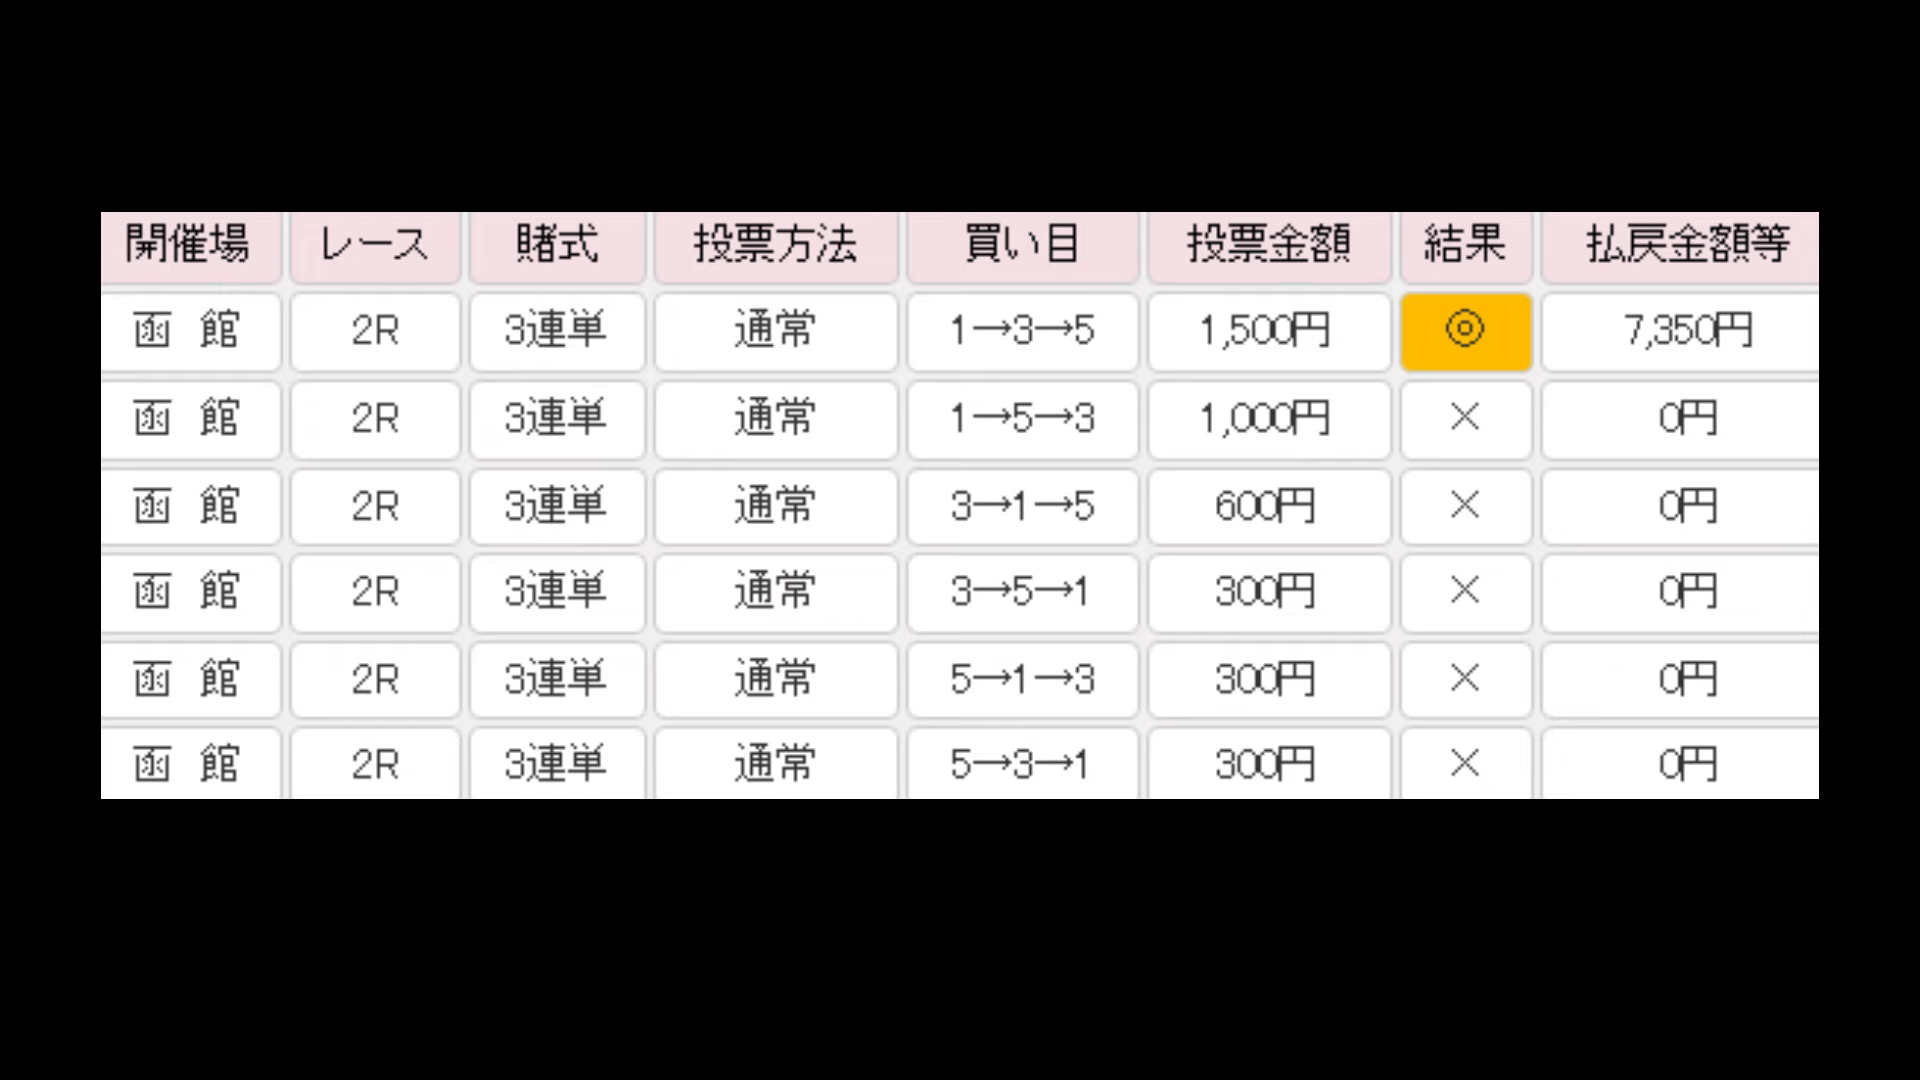 開催場 レース 賭式 投票方法 買い目 投票金額 結果 払戻金額等
函 館 2R 3連単 通常 1→3→5 1,500円 ◎ 7,350円
函 館 2R 3連単 通常 1→5→3 1,000円 × 0円
函 館 2R 3連単 通常 3→1→5 600円 × 0円
函 館 2R 3連単 通常 3→5→1 300円 × 0円
函 館 2R 3連単 通常 5→1→3 300円 × 0円
函 館 2R 3連単 通常 5→3→1 300円 × 0円